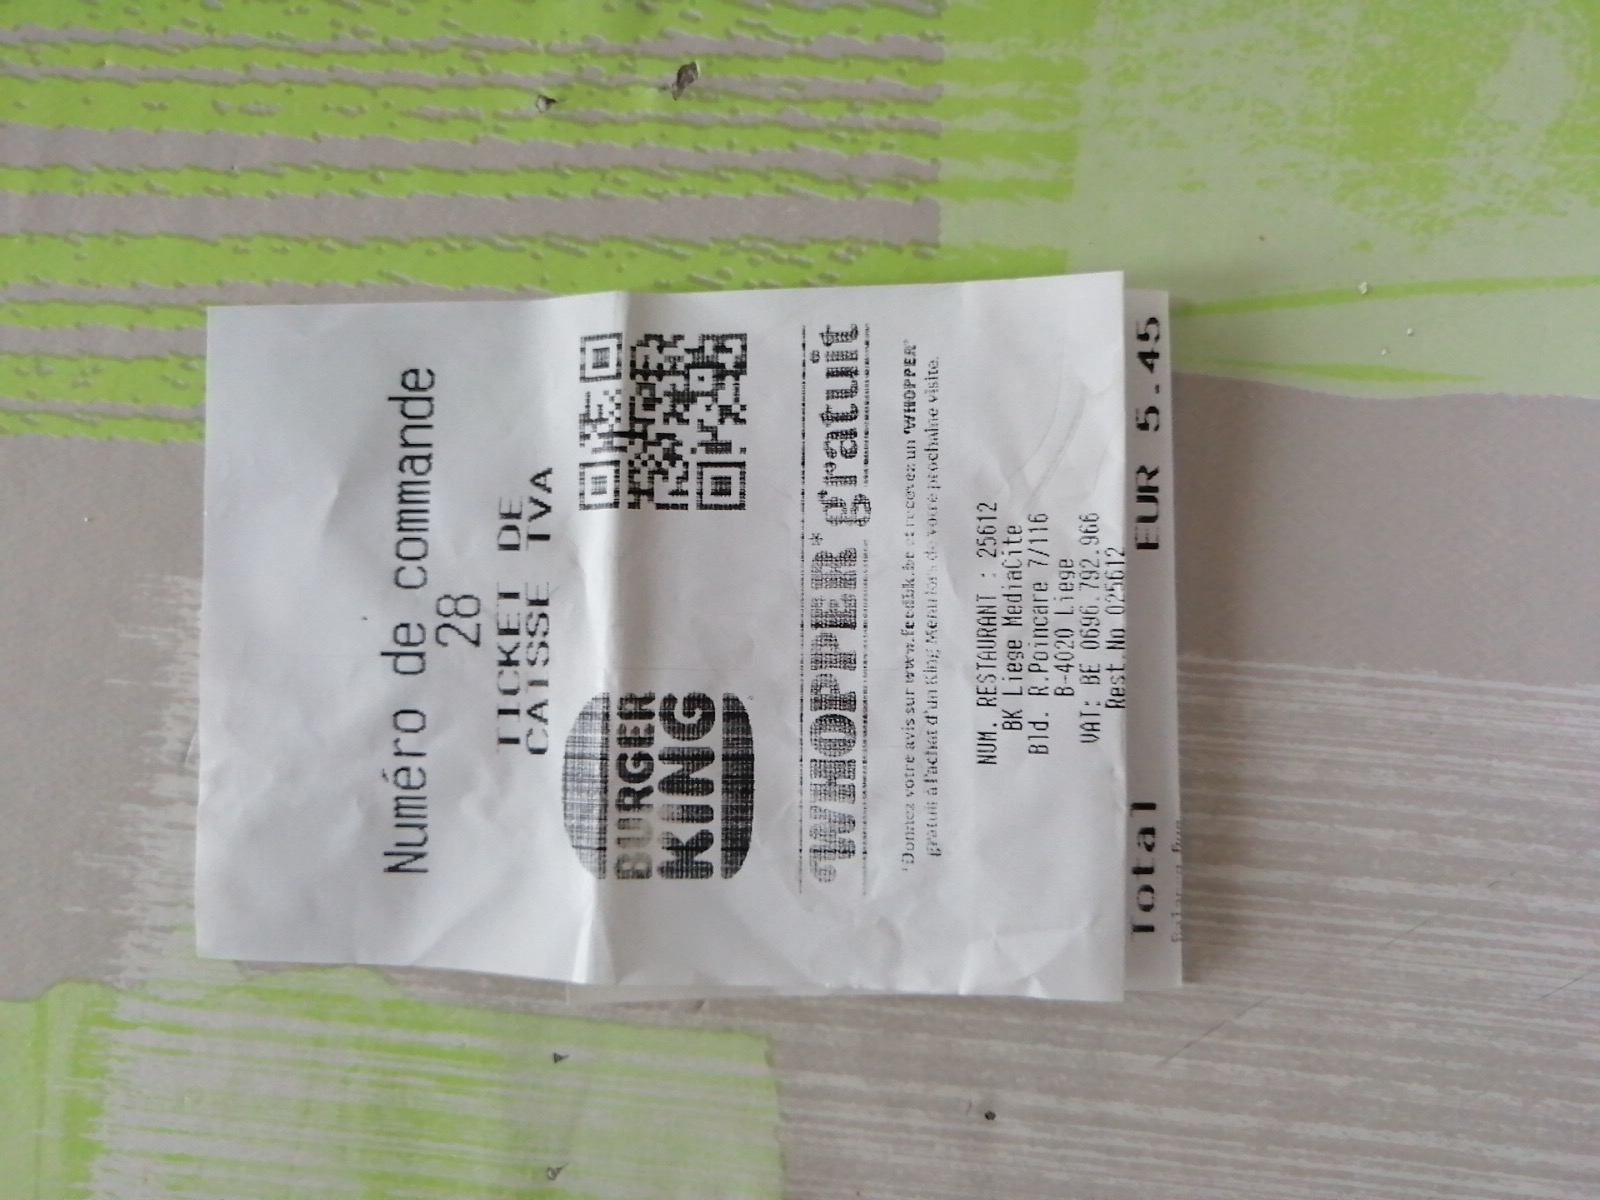 Numéro de commande
28
TICKET DE
CAISSE TVA
BURGER
KING
"WHOPPER"* gratuit
*Donnez votre avis sur www.feedbk.be et recevez un "WHOPPER"
gratuit à l'achat d'un King Menu lors de votre prochaine visite.
NUM. RESTAURANT : 25612
BK Liege MediaCite
Bld. R.Poincare 7/116
B-4020 Liege
VAT: BE 0696.792.966
Rest.No 025612
Total EUR 5.45